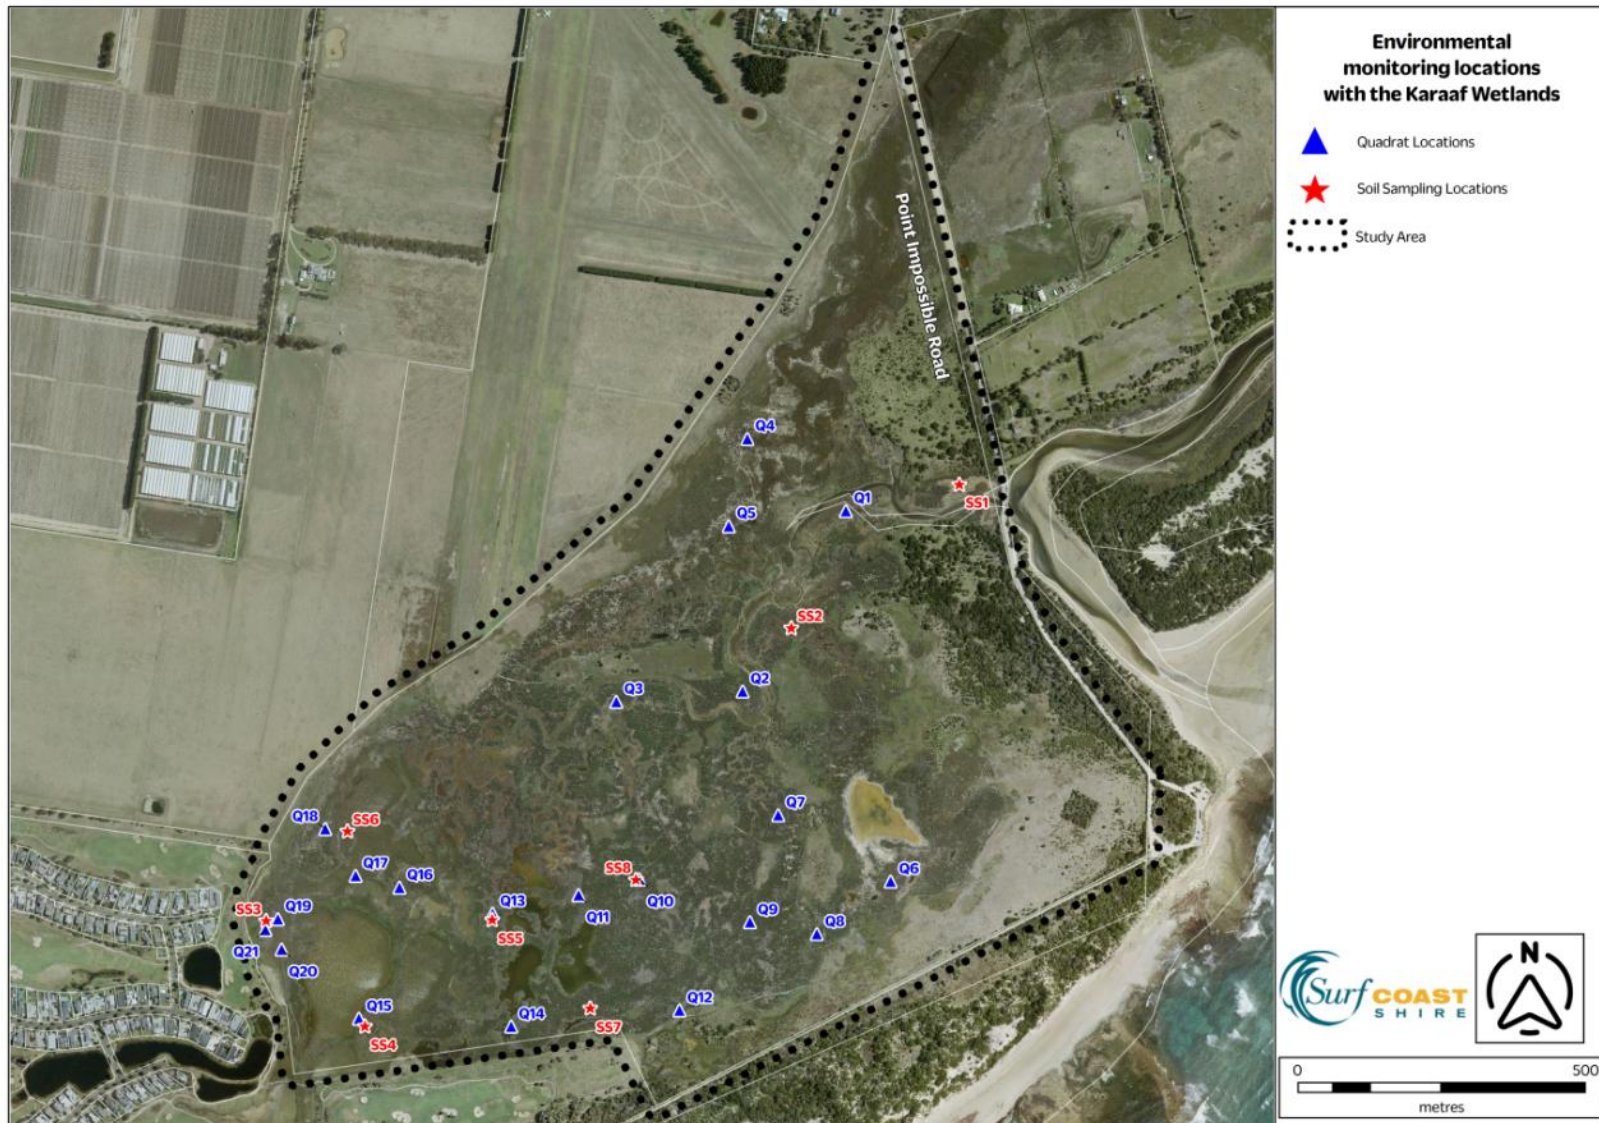 Environmental
monitoring locations
with the Karaaf Wetlands
Quadrat Locations
Soil Sampling Locations
Study Area
Point Impossible Road
Q4
Q1
SS1
Q5
SS2
Q2
Q3
Q7
Q18
SS6
Q17
Q16
SS8
Q6
Q10
Q13
Q11
SS3
Q19
Q9
Q8
SS5
Q21
Q20
Q12
Q15
Q14
SS7
SS4
N
Surf COAST
SHIRE
0 500
metres